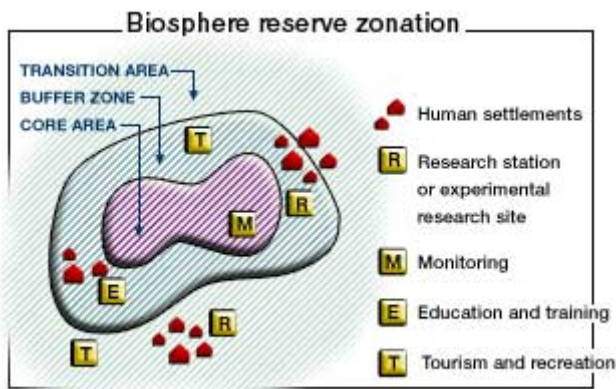 Biosphere reserve zonation
TRANSITION AREA
BUFFER ZONE
CORE AREA
T
R
M
E
T
R
Human settlements
R Research station
or experimental
research site
M Monitoring
E Education and training
T Tourism and recreation